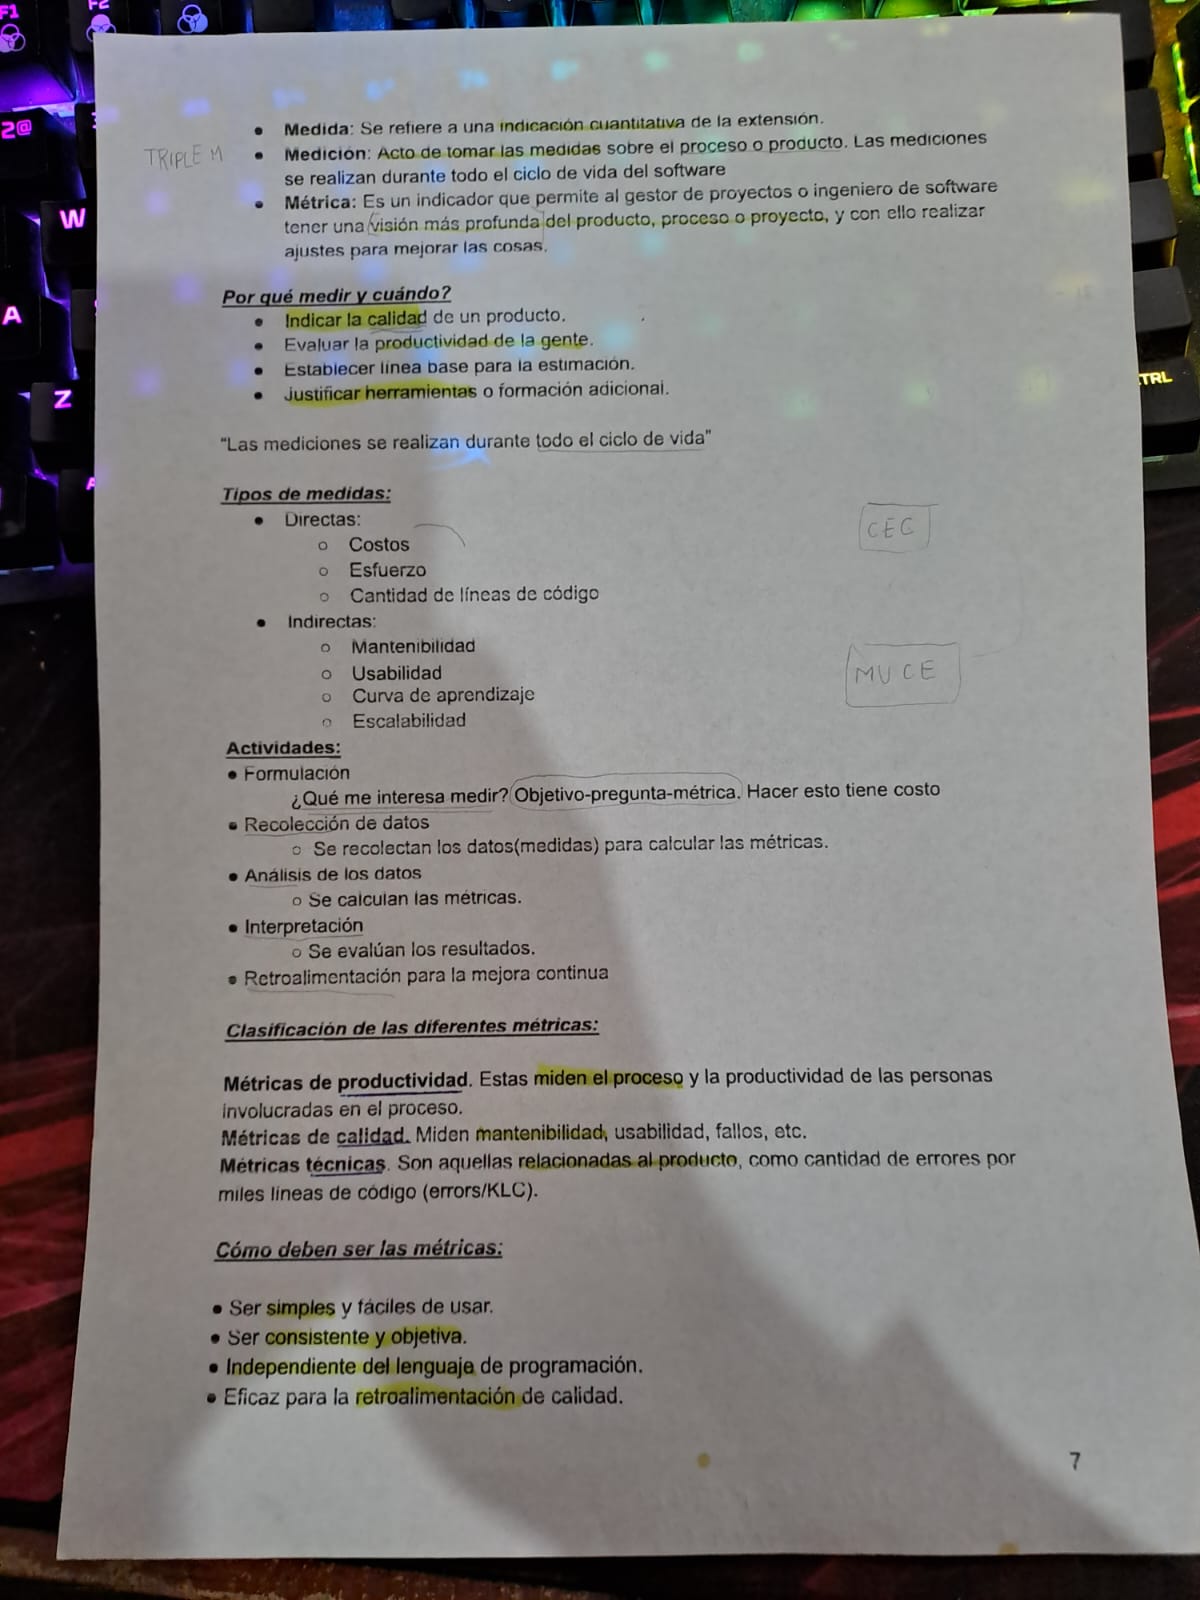 F1
F2
2@
W
A
Z
A
TRL
• Medida: Se refiere a una indicación cuantitativa de la extensión.
TRIPLE M
• Medición: Acto de tomar las medidas sobre el proceso o producto. Las mediciones
se realizan durante todo el ciclo de vida del software
• Métrica: Es un indicador que permite al gestor de proyectos o ingeniero de software
tener una visión más profunda del producto, proceso o proyecto, y con ello realizar
ajustes para mejorar las cosas.
Por qué medir y cuándo?
• Indicar la calidad de un producto.
• Evaluar la productividad de la gente.
• Establecer línea base para la estimación.
• Justificar herramientas o formación adicional.
“Las mediciones se realizan durante todo el ciclo de vida”
Tipos de medidas:
• Directas:
○ Costos
○ Esfuerzo
○ Cantidad de líneas de código
CEC
• Indirectas:
○ Mantenibilidad
○ Usabilidad
○ Curva de aprendizaje
○ Escalabilidad
MUCE
Actividades:
• Formulación
¿Qué me interesa medir? Objetivo-pregunta-métrica. Hacer esto tiene costo
• Recolección de datos
○ Se recolectan los datos(medidas) para calcular las métricas.
• Análisis de los datos
○ Se calculan las métricas.
• Interpretación
○ Se evalúan los resultados.
• Retroalimentación para la mejora continua
Clasificación de las diferentes métricas:
Métricas de productividad. Estas miden el proceso y la productividad de las personas
involucradas en el proceso.
Métricas de calidad. Miden mantenibilidad, usabilidad, fallos, etc.
Métricas técnicas. Son aquellas relacionadas al producto, como cantidad de errores por
miles líneas de código (errors/KLC).
Cómo deben ser las métricas:
• Ser simples y fáciles de usar.
• Ser consistente y objetiva.
• Independiente del lenguaje de programación.
• Eficaz para la retroalimentación de calidad.
7